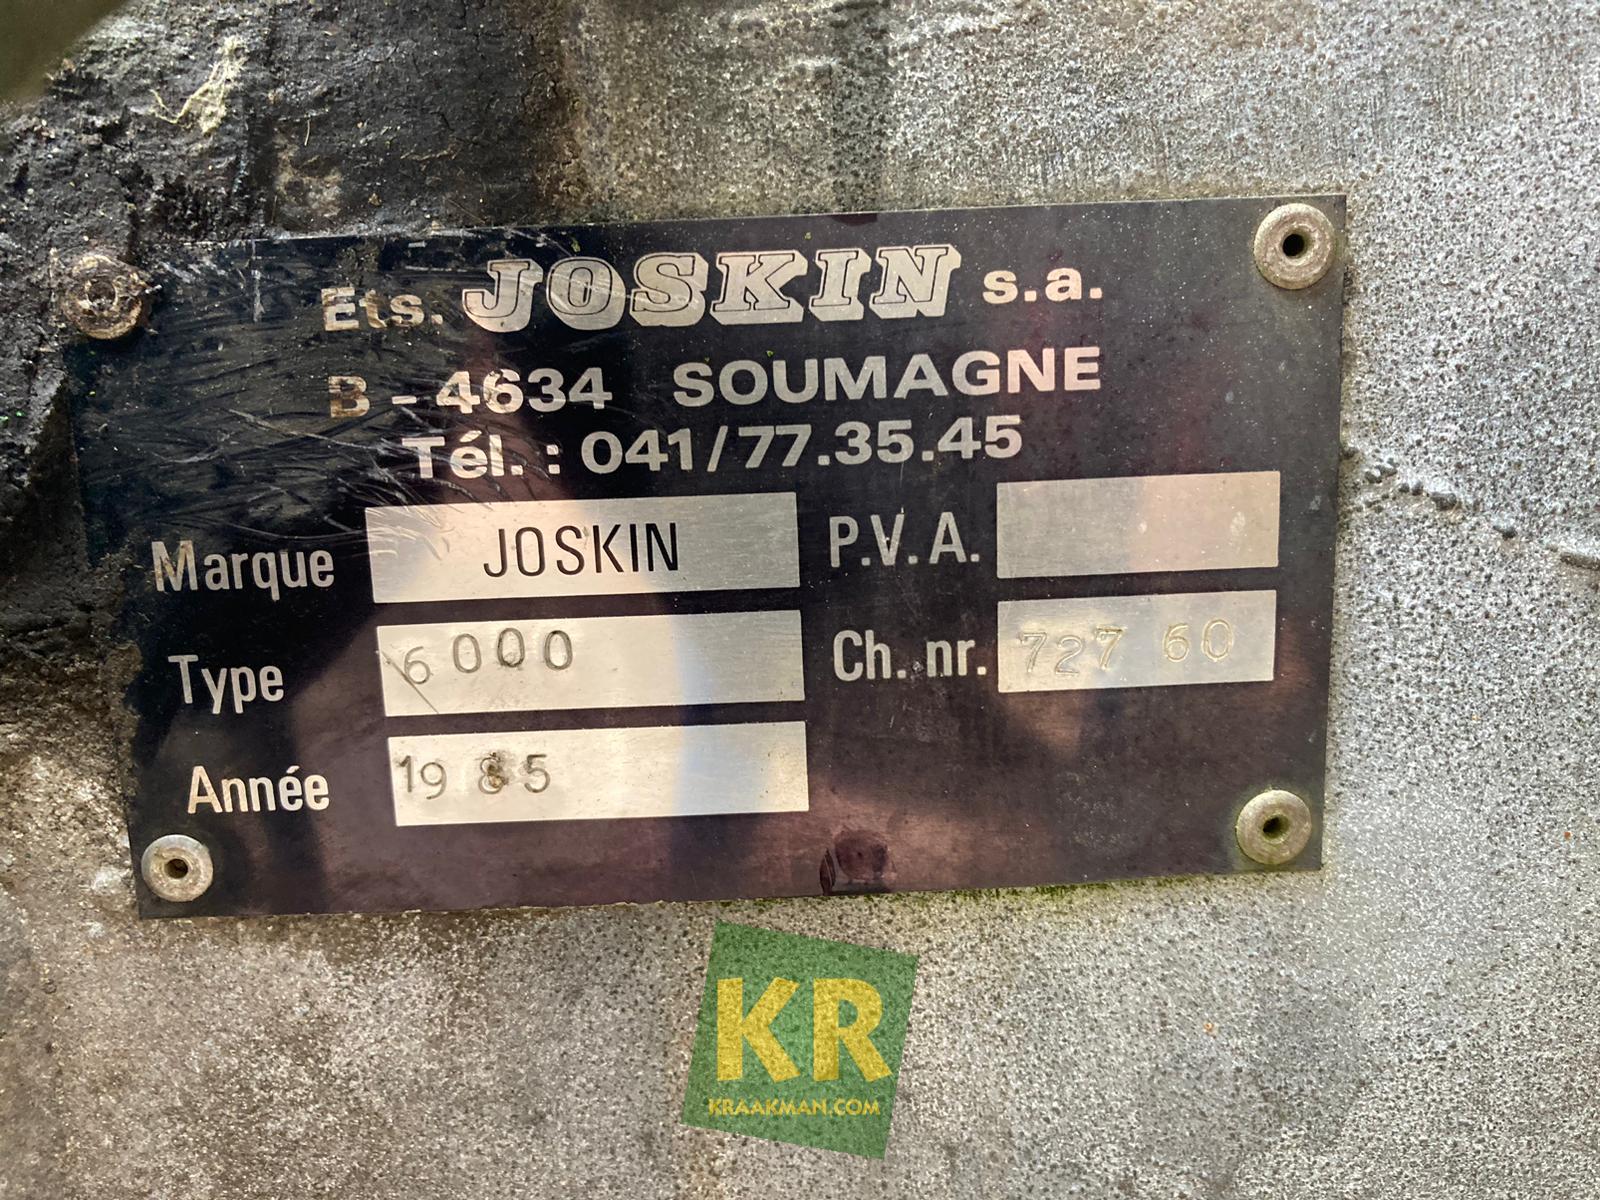 Ets. JOSKIN s.a.
B - 4634 SOUMAGNE
Tél. : 041/77.35.45
Marque JOSKIN P.V.A.
Type 6000 Ch. nr. 727 60
Année 1985
KR
KRAAKMAN.COM